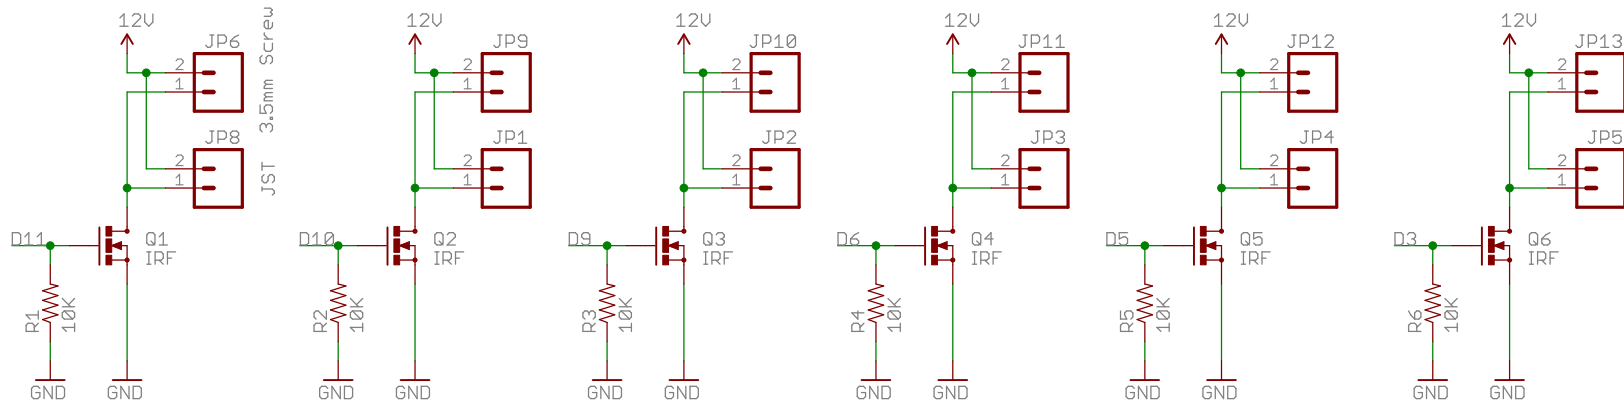 12V
JP6
2
1
3.5mm Screw
JP8
2
1
JST
D11
Q1
IRF
R1
10K
GND
GND
12V
JP9
2
1
JP1
2
1
D10
Q2
IRF
R2
10K
GND
GND
12V
JP10
2
1
JP2
2
1
D9
Q3
IRF
R3
10K
GND
GND
12V
JP11
2
1
JP3
2
1
D6
Q4
IRF
R4
10K
GND
GND
12V
JP12
2
1
JP4
2
1
D5
Q5
IRF
R5
10K
GND
GND
12V
JP13
2
1
JP5
2
1
D3
Q6
IRF
R6
10K
GND
GND